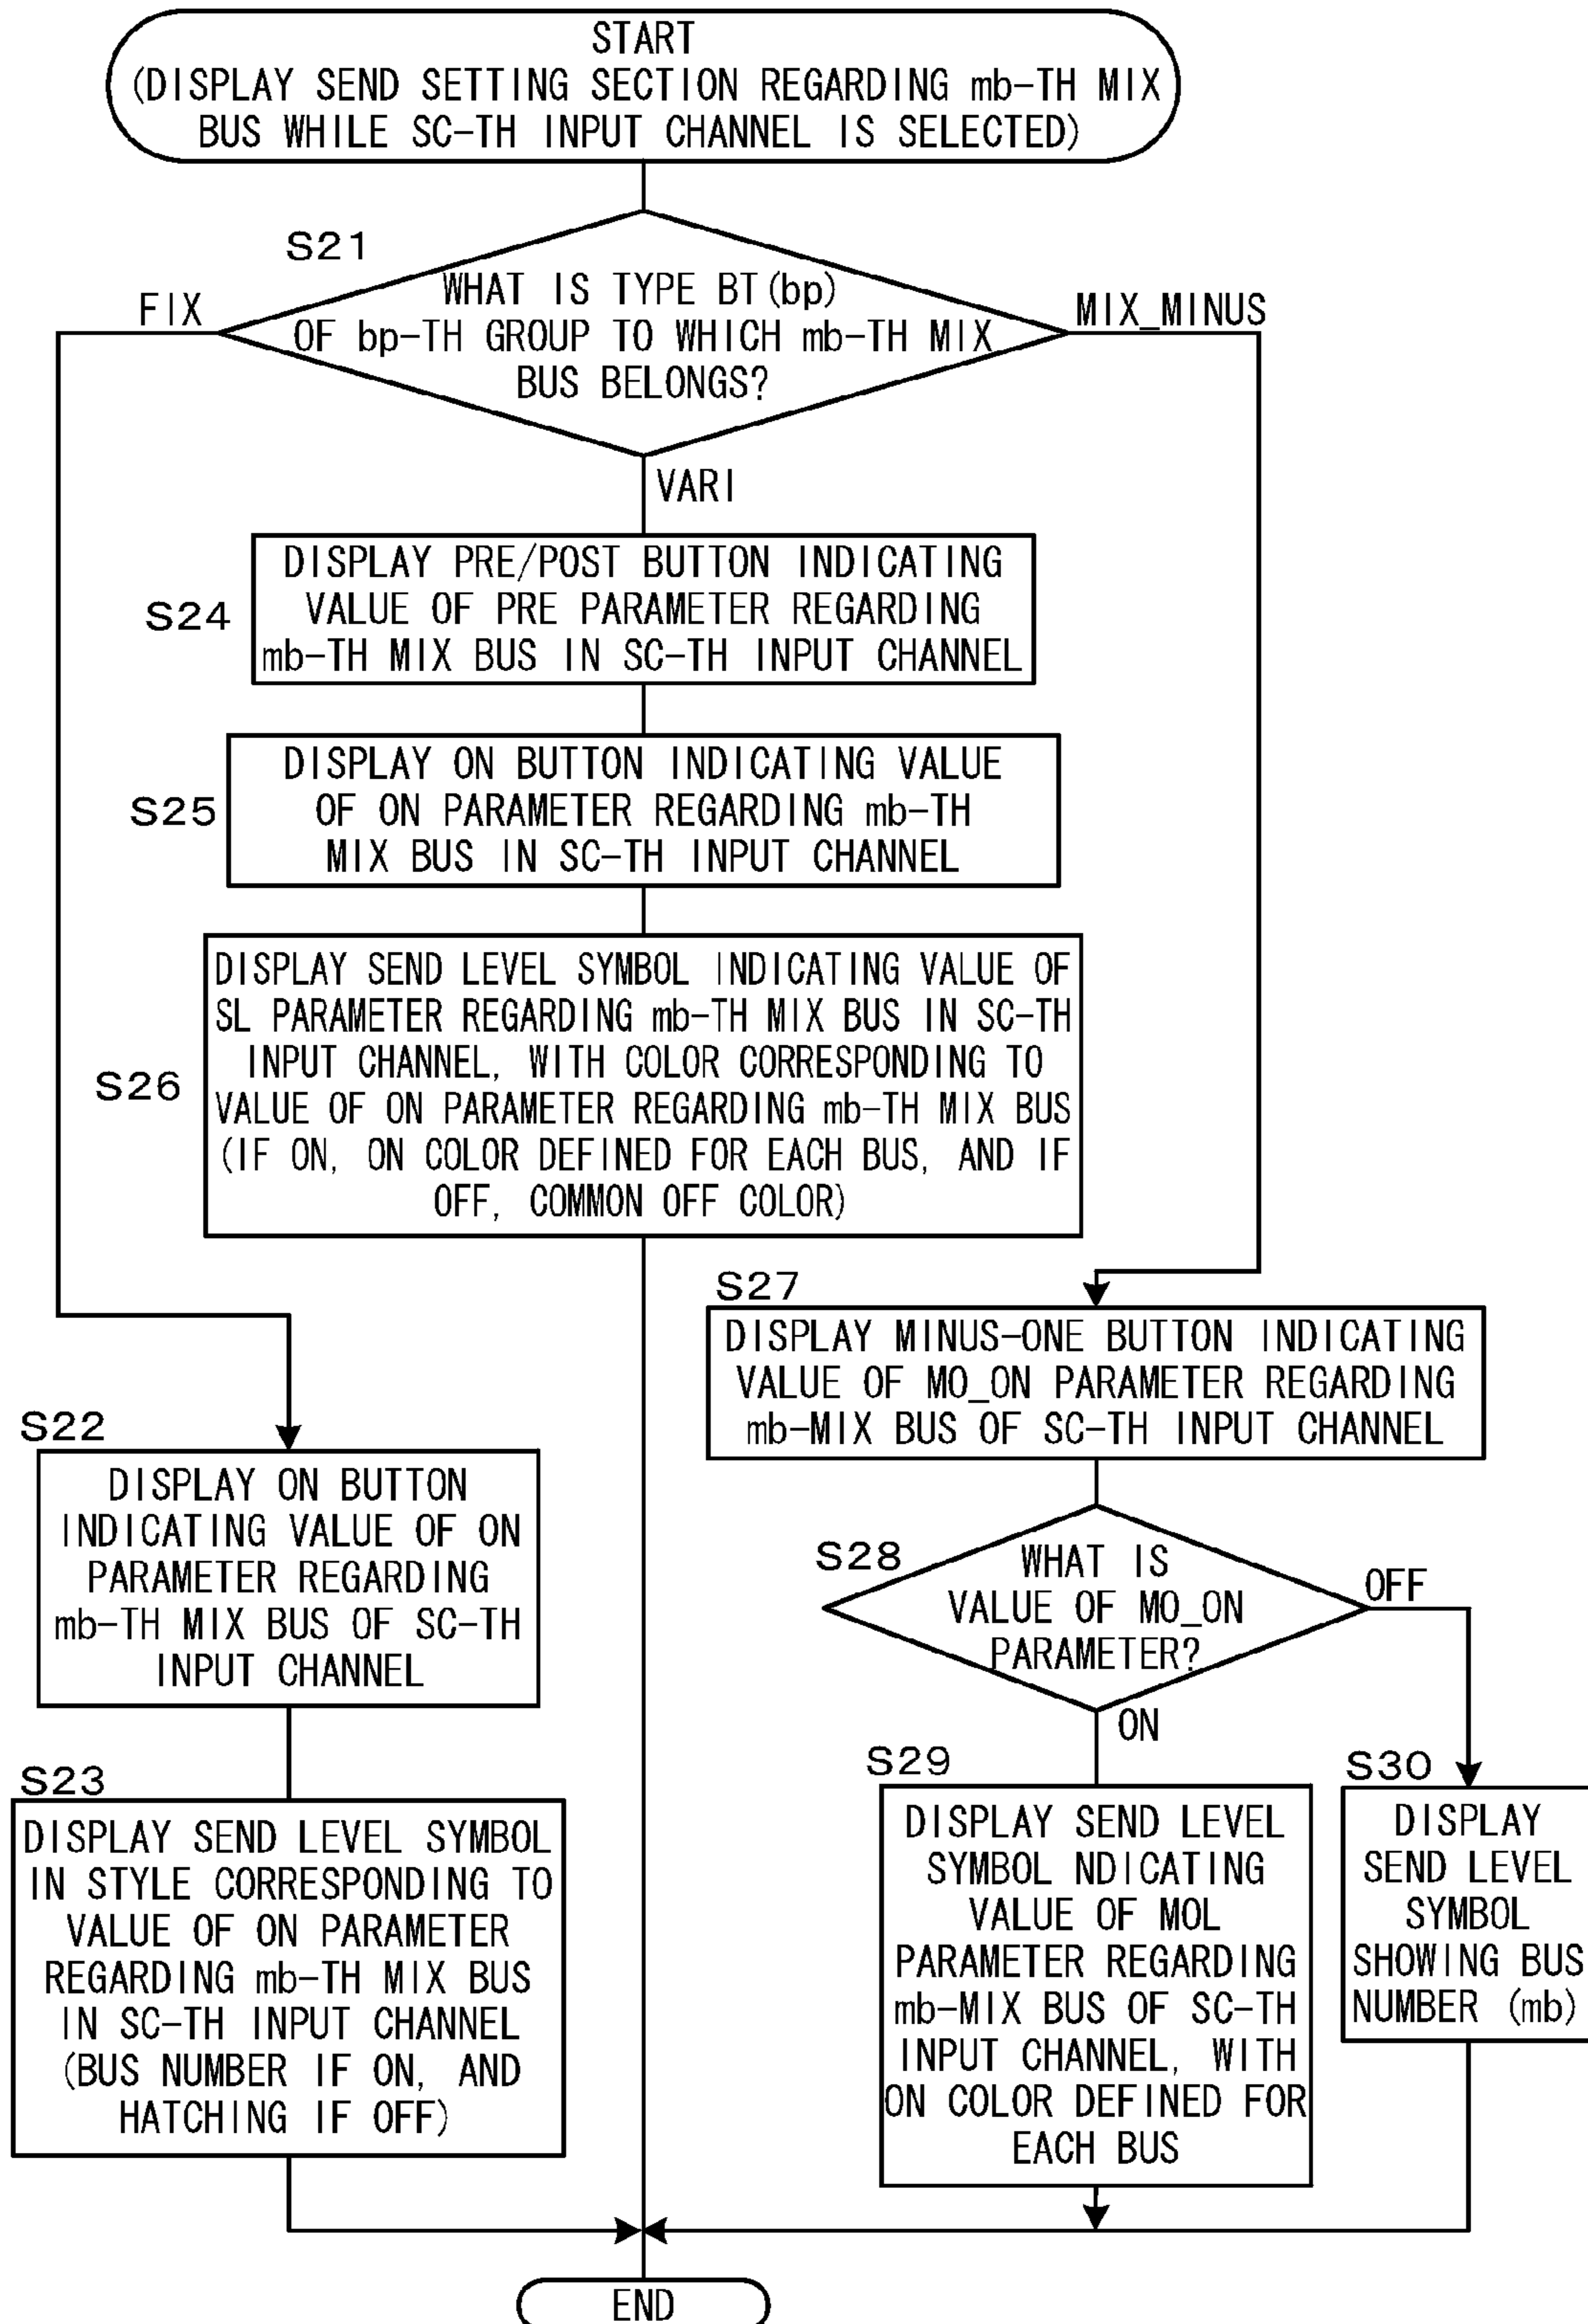 START
(DISPLAY SEND SETTING SECTION REGARDING mb-TH MIX
BUS WHILE SC-TH INPUT CHANNEL IS SELECTED)
S21
WHAT IS TYPE BT(bp)
OF bp-TH GROUP TO WHICH mb-TH MIX
BUS BELONGS?
FIX
MIX_MINUS
VARI
S24
DISPLAY PRE/POST BUTTON INDICATING
VALUE OF PRE PARAMETER REGARDING
mb-TH MIX BUS IN SC-TH INPUT CHANNEL
S25
DISPLAY ON BUTTON INDICATING VALUE
OF ON PARAMETER REGARDING mb-TH
MIX BUS IN SC-TH INPUT CHANNEL
S26
DISPLAY SEND LEVEL SYMBOL INDICATING VALUE OF
SL PARAMETER REGARDING mb-TH MIX BUS IN SC-TH
INPUT CHANNEL, WITH COLOR CORRESPONDING TO
VALUE OF ON PARAMETER REGARDING mb-TH MIX BUS
(IF ON, ON COLOR DEFINED FOR EACH BUS, AND IF
OFF, COMMON OFF COLOR)
S27
DISPLAY MINUS-ONE BUTTON INDICATING
VALUE OF MO_ON PARAMETER REGARDING
mb-MIX BUS OF SC-TH INPUT CHANNEL
S22
DISPLAY ON BUTTON
INDICATING VALUE OF ON
PARAMETER REGARDING
mb-TH MIX BUS OF SC-TH
INPUT CHANNEL
S28
WHAT IS
VALUE OF MO_ON
PARAMETER?
OFF
ON
S23
DISPLAY SEND LEVEL SYMBOL
IN STYLE CORRESPONDING TO
VALUE OF ON PARAMETER
REGARDING mb-TH MIX BUS
IN SC-TH INPUT CHANNEL
(BUS NUMBER IF ON, AND
HATCHING IF OFF)
S29
DISPLAY SEND LEVEL
SYMBOL NDICATING
VALUE OF MOL
PARAMETER REGARDING
mb-MIX BUS OF SC-TH
INPUT CHANNEL, WITH
ON COLOR DEFINED FOR
EACH BUS
S30
DISPLAY
SEND LEVEL
SYMBOL
SHOWING BUS
NUMBER (mb)
END